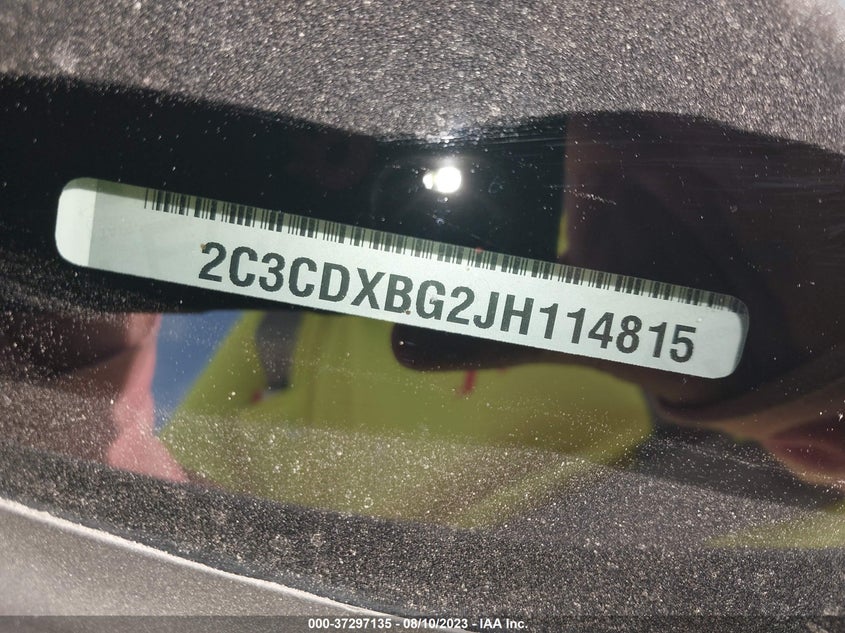 2C3CDXBG2JH114815
000-37297135 - 08/10/2023 - IAA Inc.